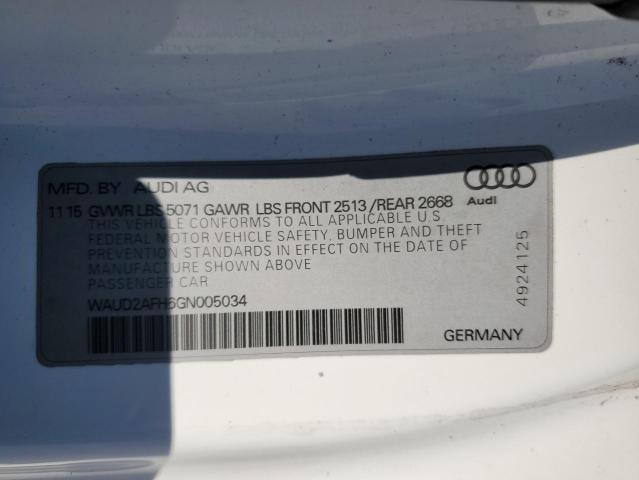 MFD. BY AUDI AG
Audi
11 15 GVWR LBS 5071 GAWR LBS FRONT 2513 /REAR 2668
THIS VEHICLE CONFORMS TO ALL APPLICABLE U.S.
FEDERAL MOTOR VEHICLE SAFETY, BUMPER AND THEFT
PREVENTION STANDARDS IN EFFECT ON THE DATE OF
MANUFACTURE SHOWN ABOVE
PASSENGER CAR
WAUD2AFH6GN005034
4924125
GERMANY